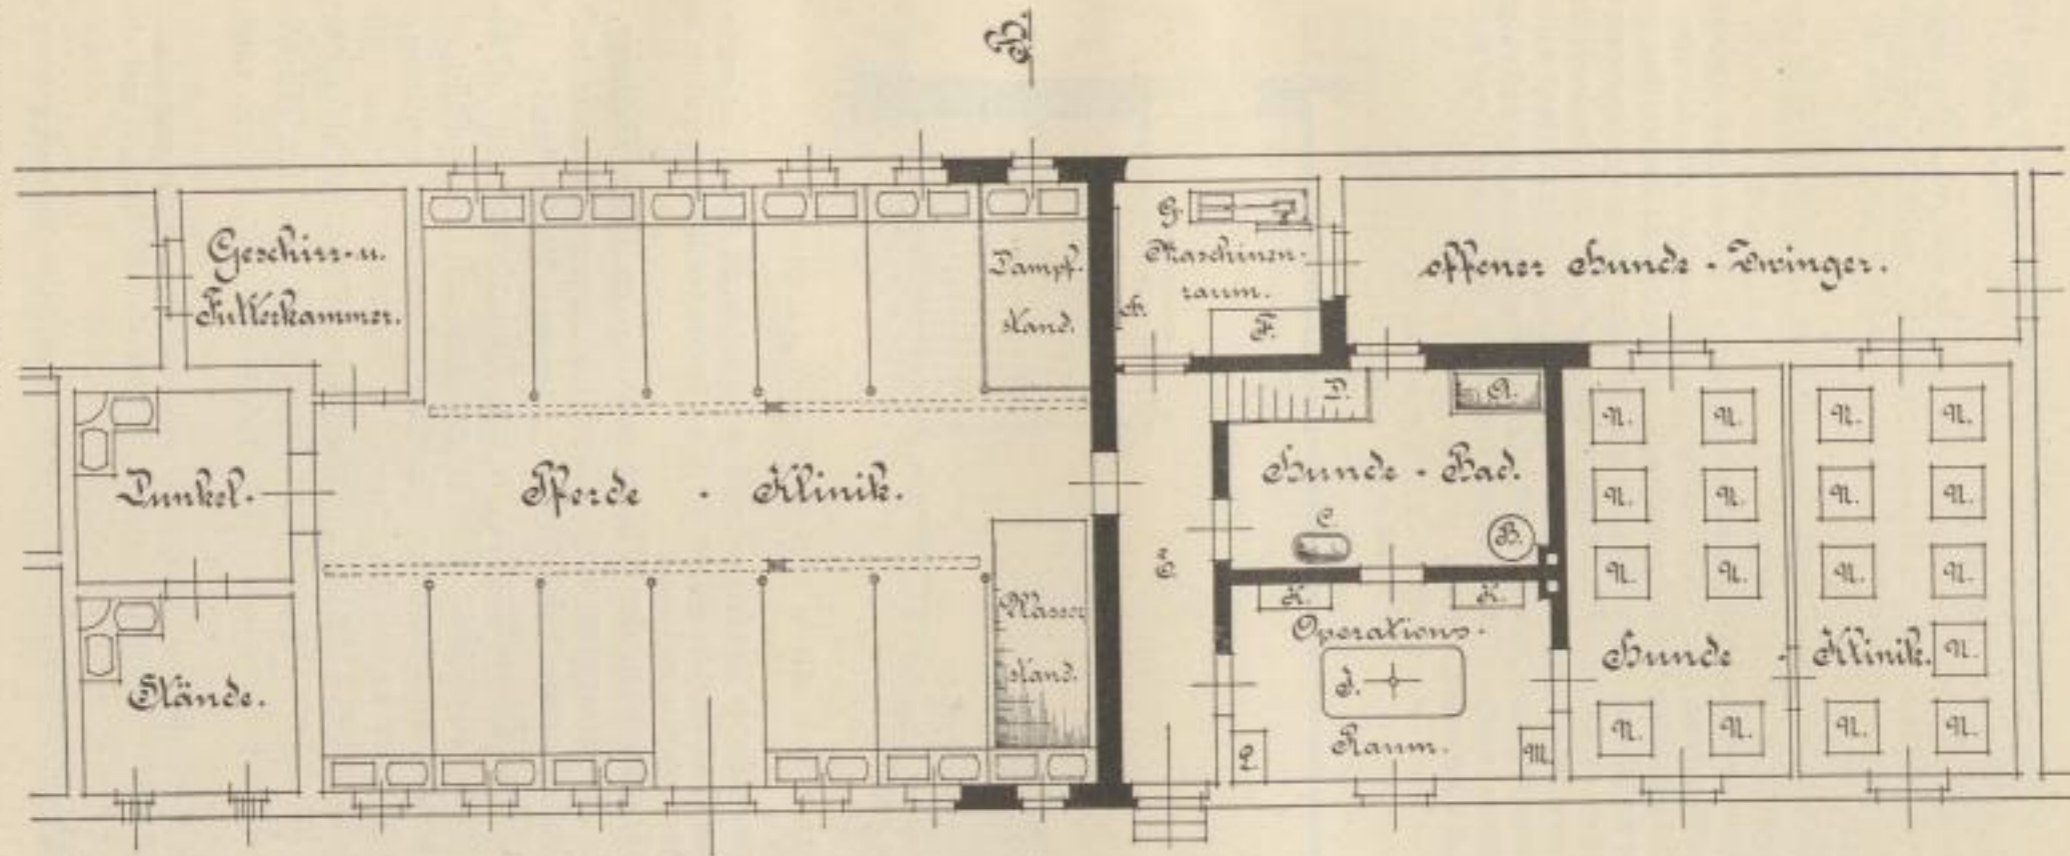 B.
Geschirr- u.
Futterkammer.
Dampf-
stand.
G.
Maschinen-
raum.
H.
F.
offener Hunde - Zwinger.
Dunkel-
Stände.
Pferde - Klinik.
Wasser
stand.
E.
D.
A.
Hunde - Bad.
C.
B.
K.
K.
Operations-
J.
Raum.
L.
M.
N.
N.
N.
N.
N.
N.
N.
N.
N.
N.
N.
N.
Hunde - Klinik.
N.
N.
N.
N.
N.